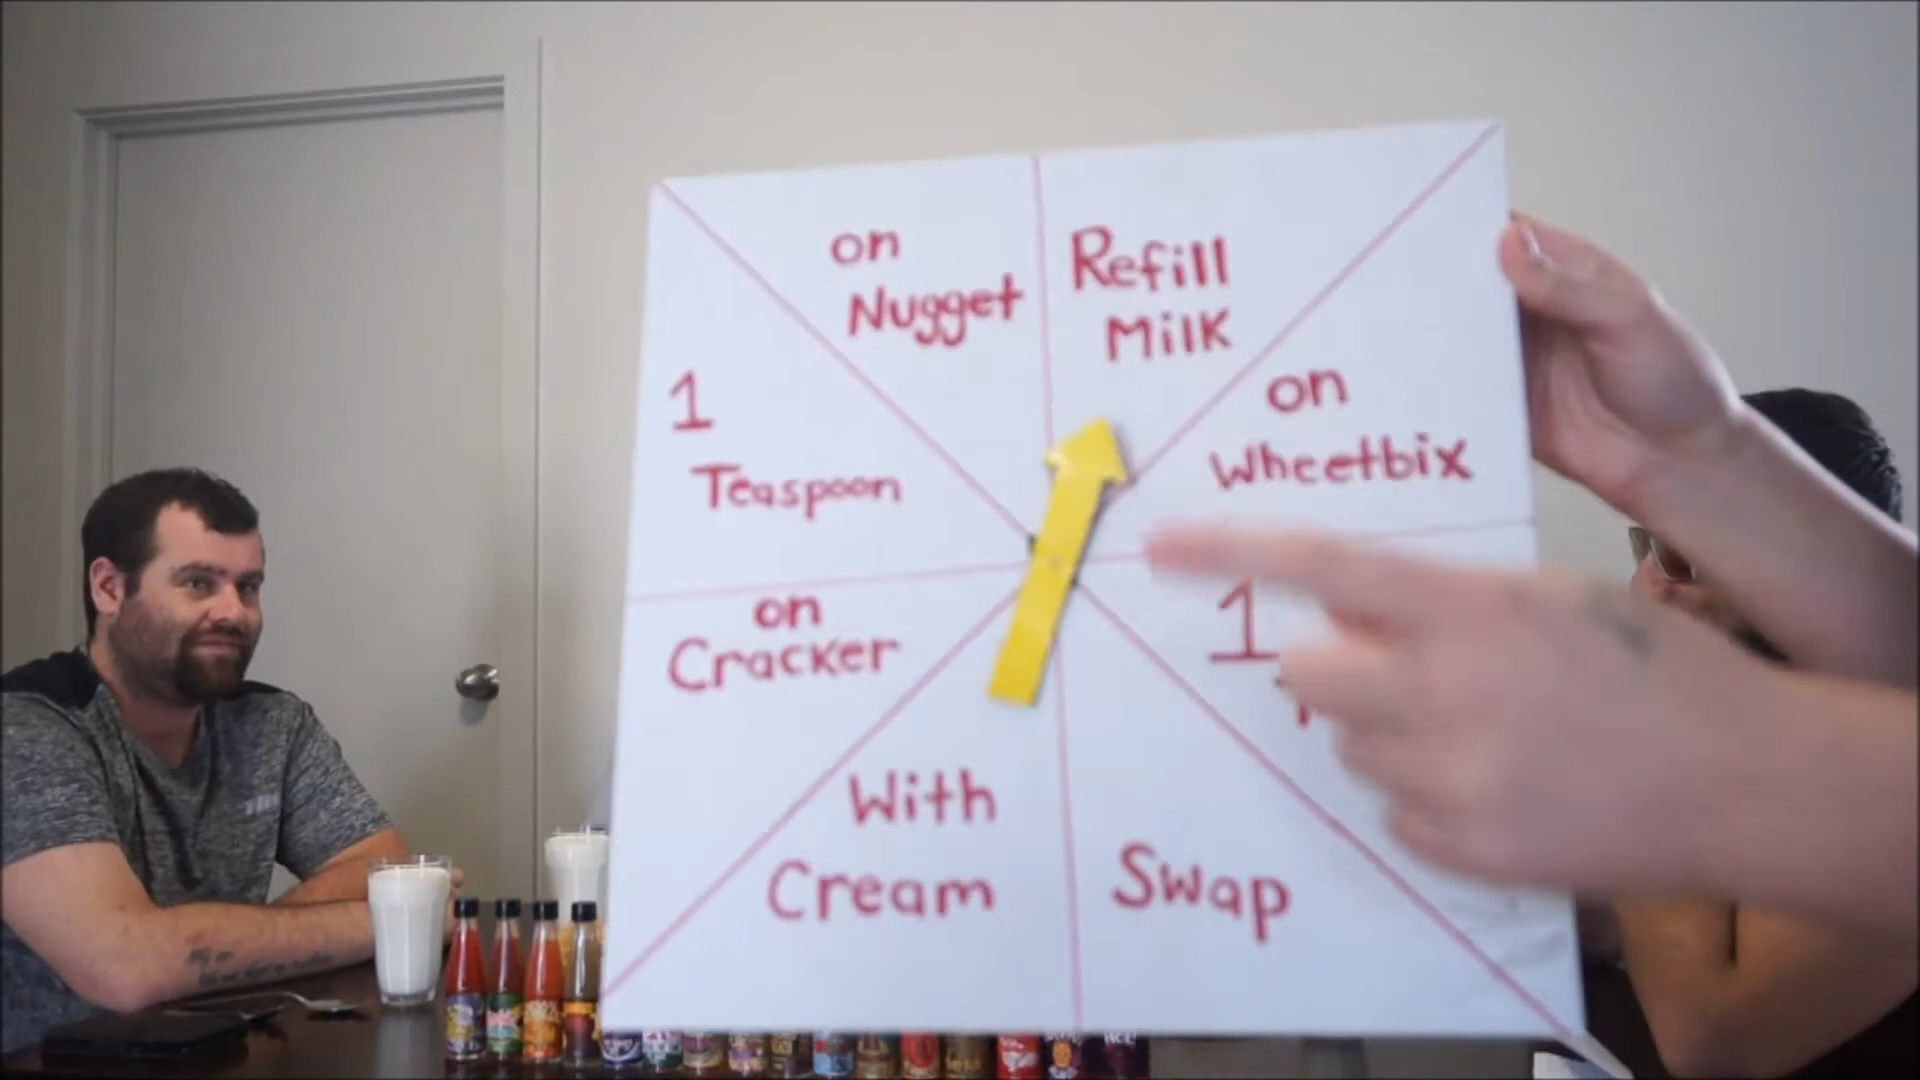 on
Nugget
Refill
Milk
on
Wheetbix
1
Swap
With
Cream
on
Cracker
1
Teaspoon